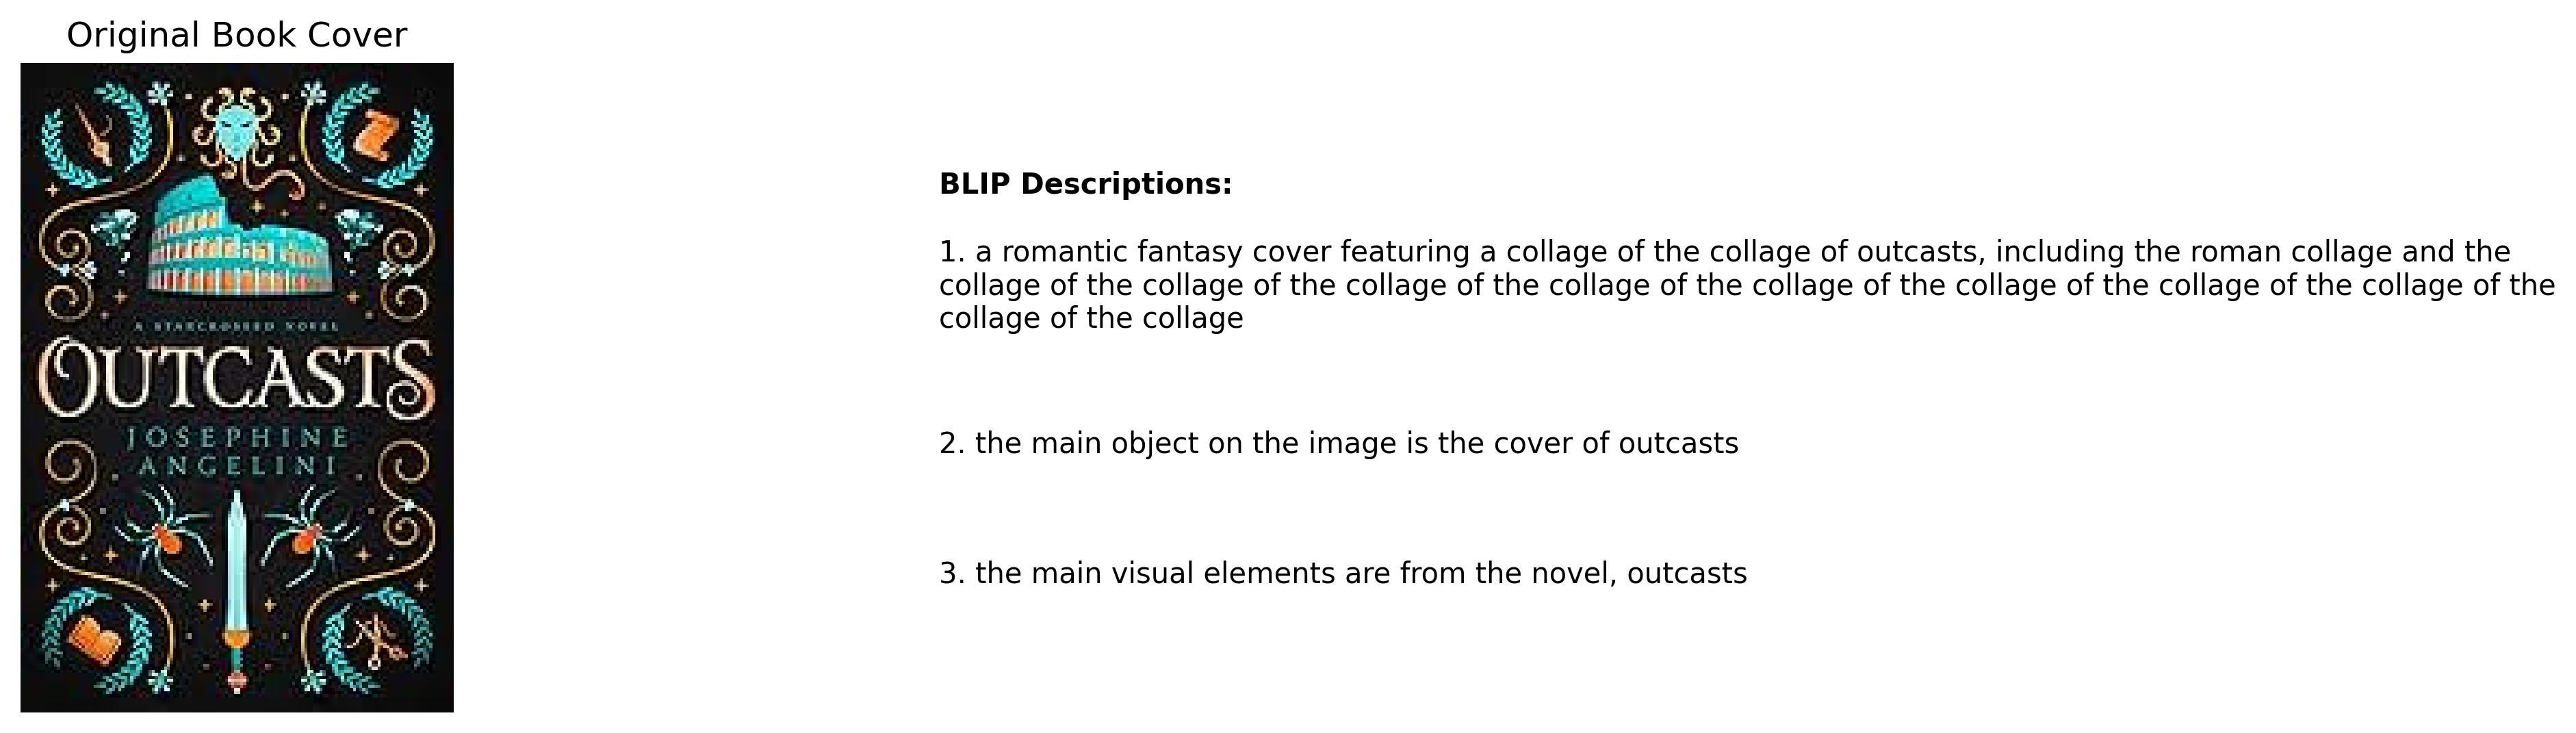 Original Book Cover
A STARCROSSED NOVEL
OUTCASTS
JOSEPHINE
ANGELINI
BLIP Descriptions:
1. a romantic fantasy cover featuring a collage of the collage of outcasts, including the roman collage and the
collage of the collage of the collage of the collage of the collage of the collage of the collage of the collage of the
collage of the collage
2. the main object on the image is the cover of outcasts
3. the main visual elements are from the novel, outcasts